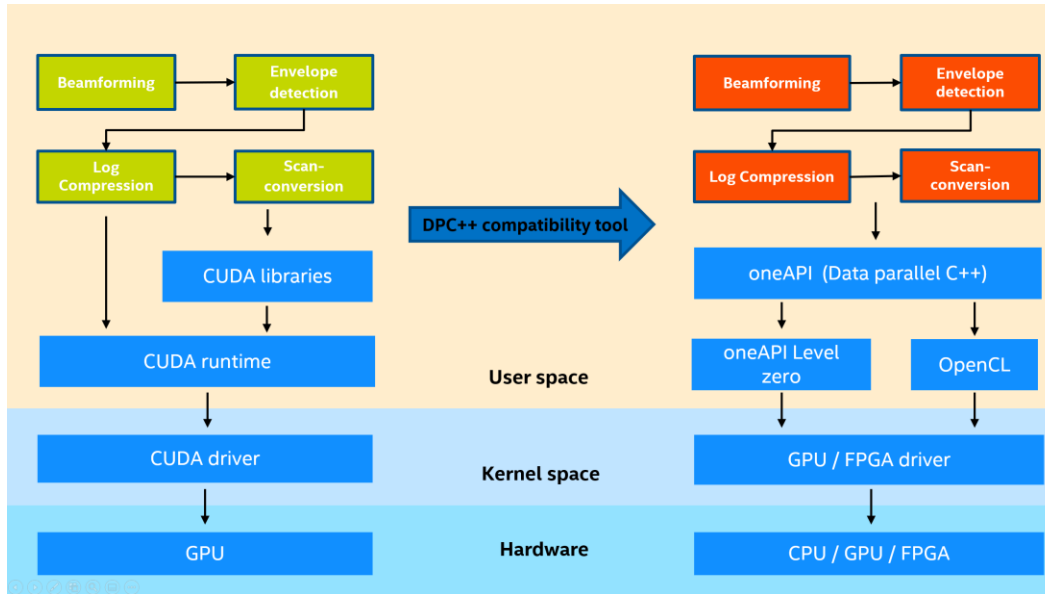 Beamforming
Envelope
detection
Log
Compression
Scan-
conversion
CUDA libraries
CUDA runtime
CUDA driver
GPU
DPC++ compatibility tool
User space
Kernel space
Hardware
Beamforming
Envelope
detection
Log Compression
Scan-
conversion
oneAPI (Data parallel C++)
oneAPI Level
zero
OpenCL
GPU / FPGA driver
CPU / GPU / FPGA